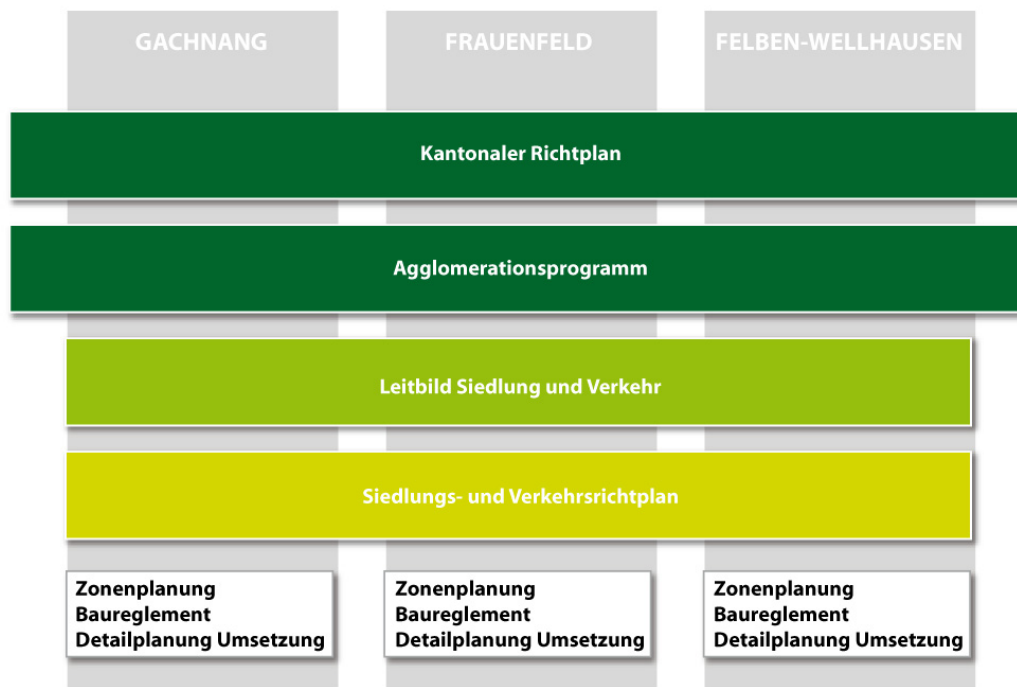 GACHNANG
FRAUENFELD
FELBEN-WELLHAUSEN
Kantonaler Richtplan
Agglomerationsprogramm
Leitbild Siedlung und Verkehr
Siedlungs- und Verkehrsrichtplan
Zonenplanung
Baureglement
Detailplanung Umsetzung
Zonenplanung
Baureglement
Detailplanung Umsetzung
Zonenplanung
Baureglement
Detailplanung Umsetzung